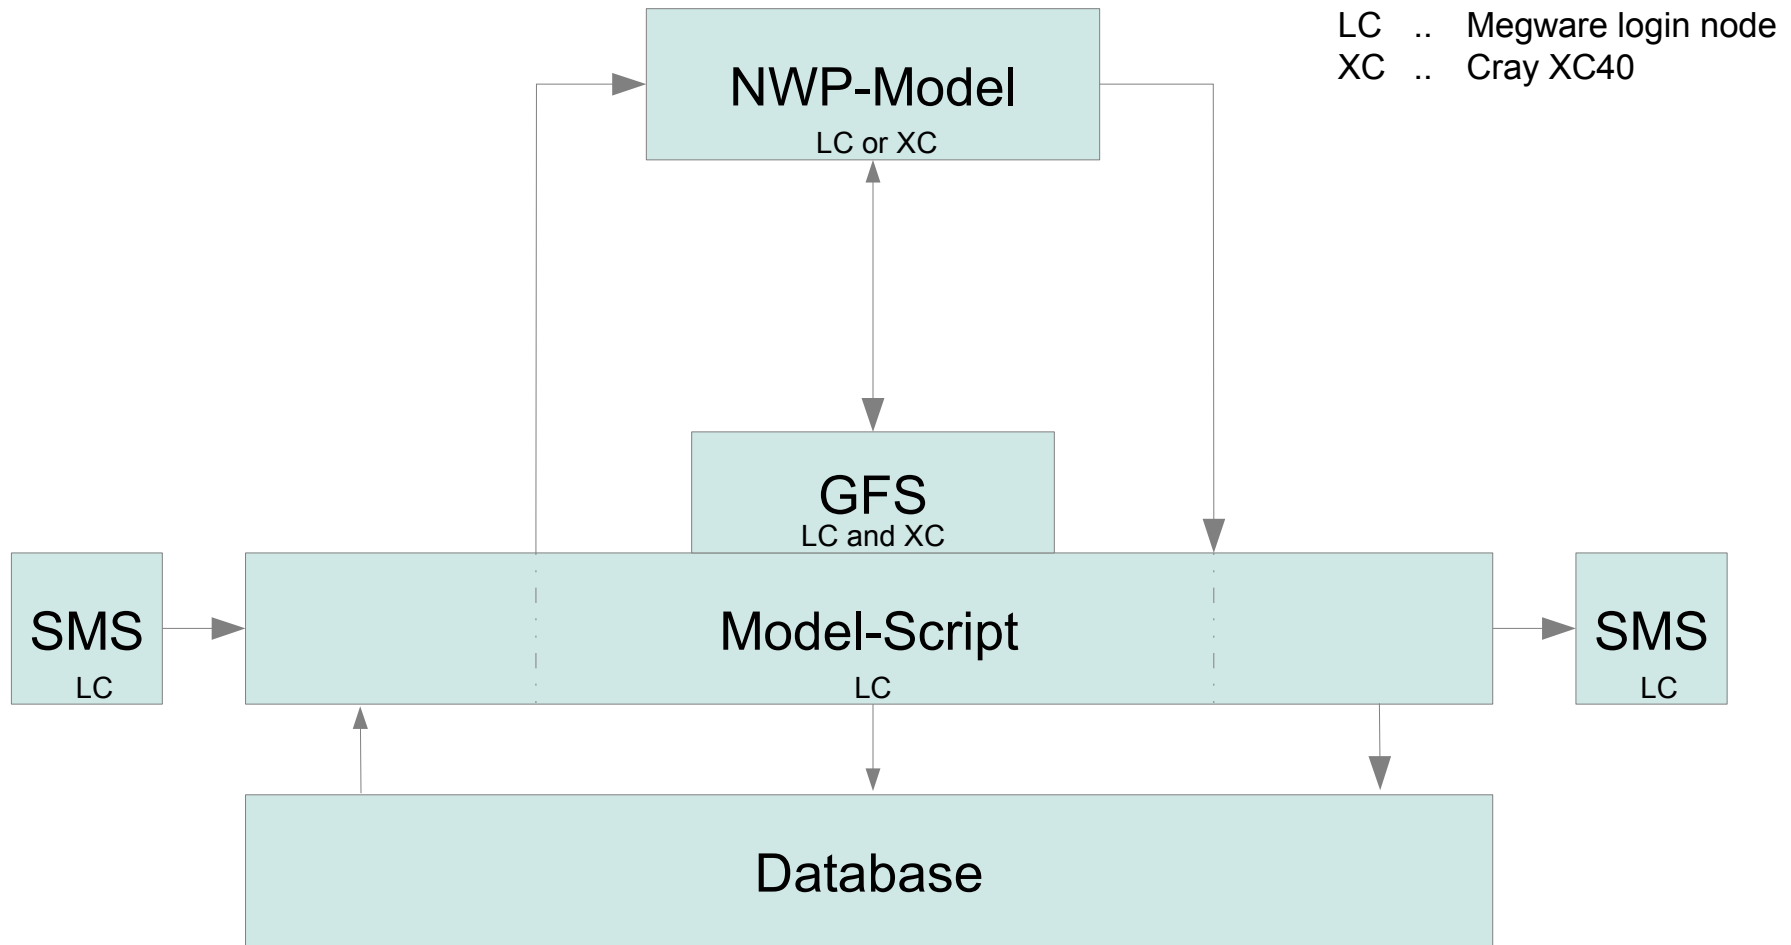 LC .. Megware login node
XC .. Cray XC40
NWP-Model
LC or XC
GFS
LC and XC
SMS
LC
Model-Script
LC
SMS
LC
Database